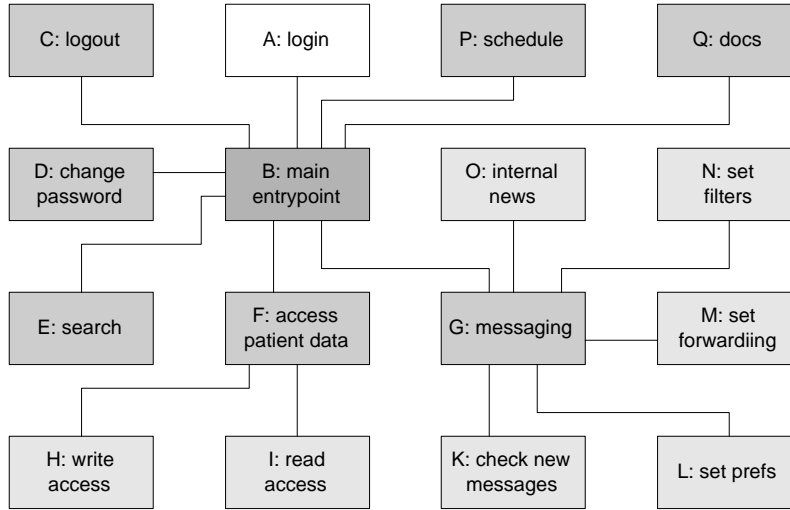 C: logout
A: login
P: schedule
Q: docs
D: change
password
B: main
entrypoint
O: internal
news
N: set
filters
E: search
F: access
patient data
G: messaging
M: set
forwardiing
H: write
access
I: read
access
K: check new
messages
L: set prefs